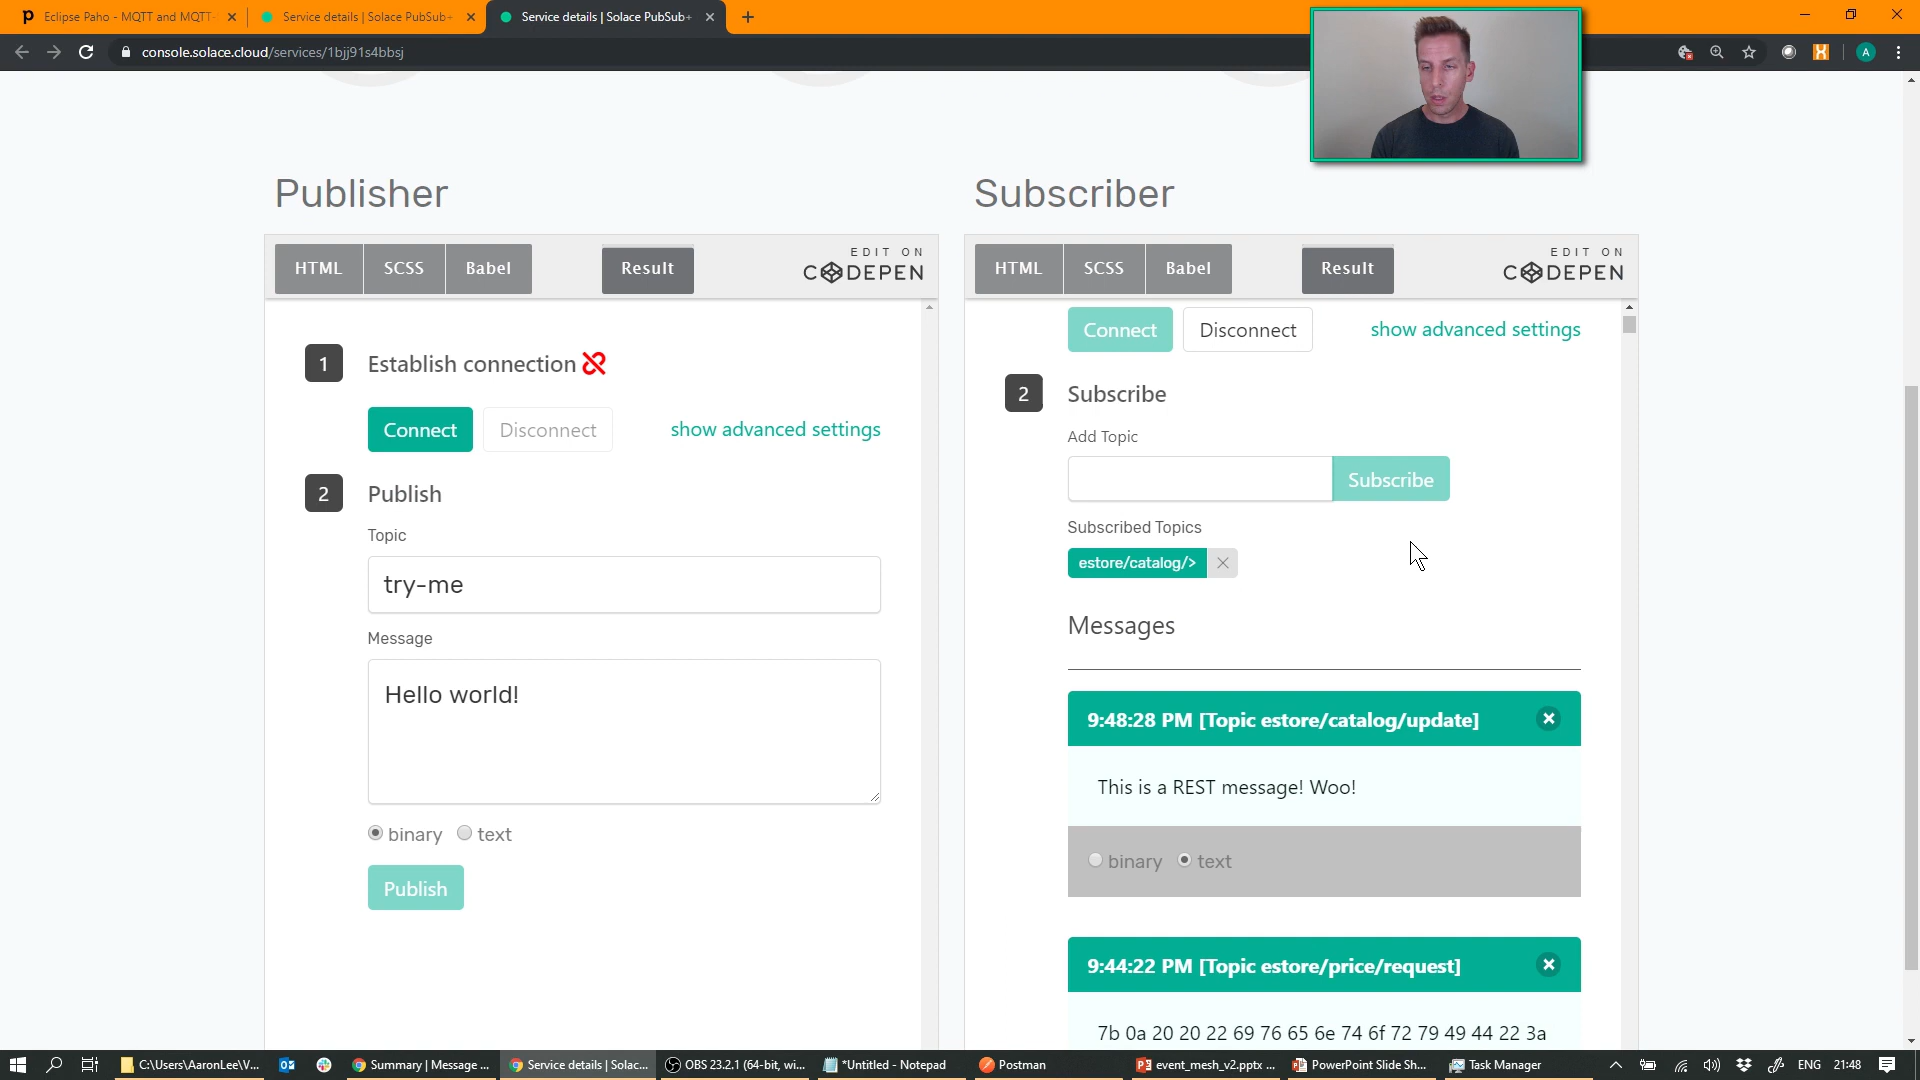 Eclipse Paho - MQTT and MQTT-
Service details | Solace PubSub+
Service details | Solace PubSub+
console.solace.cloud/services/1bjj91s4bbsj
A
Publisher
HTML
SCSS
Babel
Result
EDIT ON
CODEPEN
1
Establish connection
Connect
Disconnect
show advanced settings
2
Publish
Topic
try-me
Message
Hello world!
binary
text
Publish
Subscriber
HTML
SCSS
Babel
Result
EDIT ON
CODEPEN
Connect
Disconnect
show advanced settings
2
Subscribe
Add Topic
Subscribe
Subscribed Topics
estore/catalog/>
Messages
9:48:28 PM [Topic estore/catalog/update]
This is a REST message! Woo!
binary
text
9:44:22 PM [Topic estore/price/request]
7b 0a 20 20 22 69 76 65 6e 74 6f 72 79 49 44 22 3a
C:\Users\AaronLee\V...
Summary | Message ...
Service details | Solac...
OBS 23.2.1 (64-bit, wi...
*Untitled - Notepad
Postman
event_mesh_v2.pptx ...
PowerPoint Slide Sh...
Task Manager
ENG
21:48